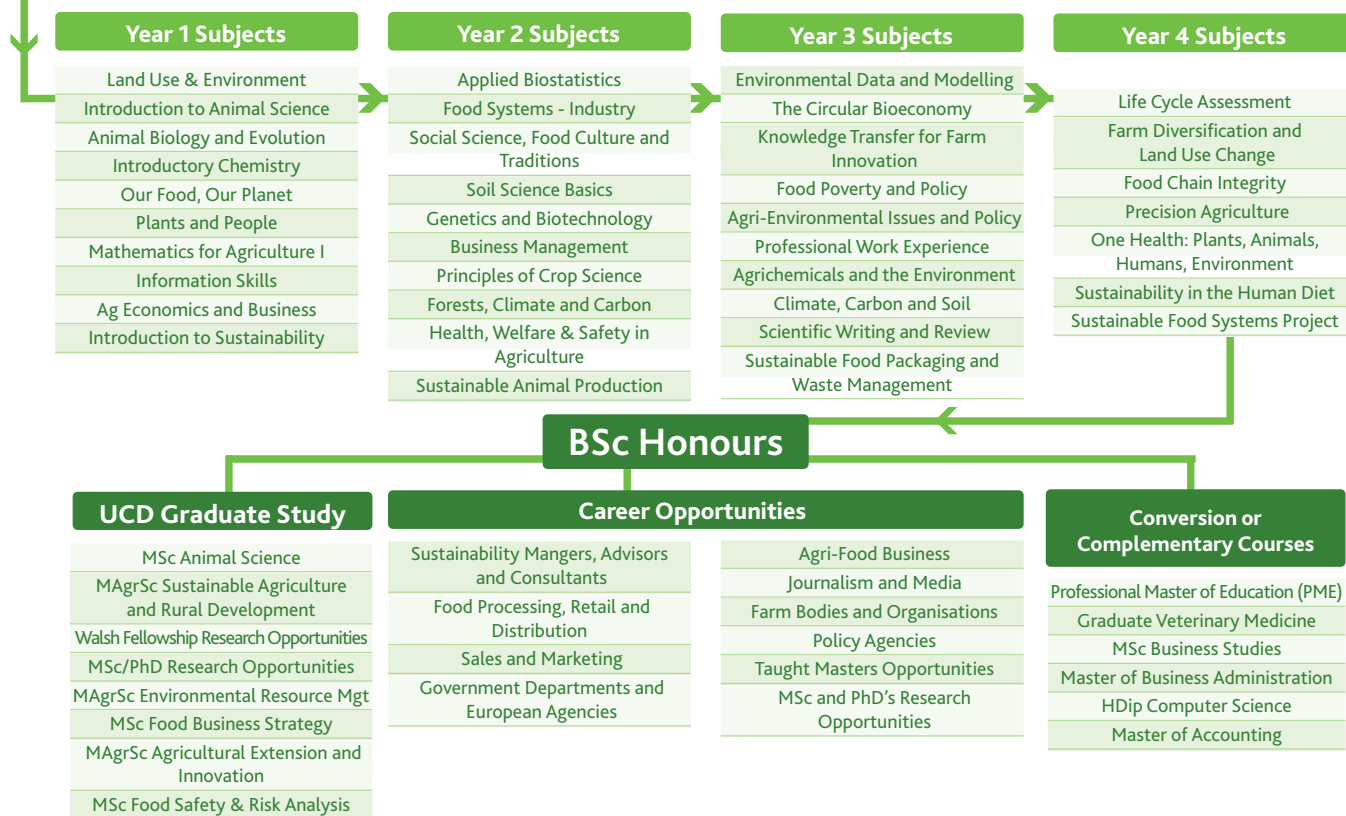 Year 1 Subjects
Land Use & Environment
Introduction to Animal Science
Animal Biology and Evolution
Introductory Chemistry
Our Food, Our Planet
Plants and People
Mathematics for Agriculture I
Information Skills
Ag Economics and Business
Introduction to Sustainability
Year 2 Subjects
Applied Biostatistics
Food Systems - Industry
Social Science, Food Culture and
Traditions
Soil Science Basics
Genetics and Biotechnology
Business Management
Principles of Crop Science
Forests, Climate and Carbon
Health, Welfare & Safety in
Agriculture
Sustainable Animal Production
Year 3 Subjects
Environmental Data and Modelling
The Circular Bioeconomy
Knowledge Transfer for Farm
Innovation
Food Poverty and Policy
Agri-Environmental Issues and Policy
Professional Work Experience
Agrichemicals and the Environment
Climate, Carbon and Soil
Scientific Writing and Review
Sustainable Food Packaging and
Waste Management
Year 4 Subjects
Life Cycle Assessment
Farm Diversification and
Land Use Change
Food Chain Integrity
Precision Agriculture
One Health: Plants, Animals,
Humans, Environment
Sustainability in the Human Diet
Sustainable Food Systems Project
BSc Honours
UCD Graduate Study
MSc Animal Science
MAgrSc Sustainable Agriculture
and Rural Development
Walsh Fellowship Research Opportunities
MSc/PhD Research Opportunities
MAgrSc Environmental Resource Mgt
MSc Food Business Strategy
MAgrSc Agricultural Extension and
Innovation
MSc Food Safety & Risk Analysis
Career Opportunities
Sustainability Mangers, Advisors
and Consultants
Food Processing, Retail and
Distribution
Sales and Marketing
Government Departments and
European Agencies
Agri-Food Business
Journalism and Media
Farm Bodies and Organisations
Policy Agencies
Taught Masters Opportunities
MSc and PhD's Research
Opportunities
Conversion or
Complementary Courses
Professional Master of Education (PME)
Graduate Veterinary Medicine
MSc Business Studies
Master of Business Administration
HDip Computer Science
Master of Accounting